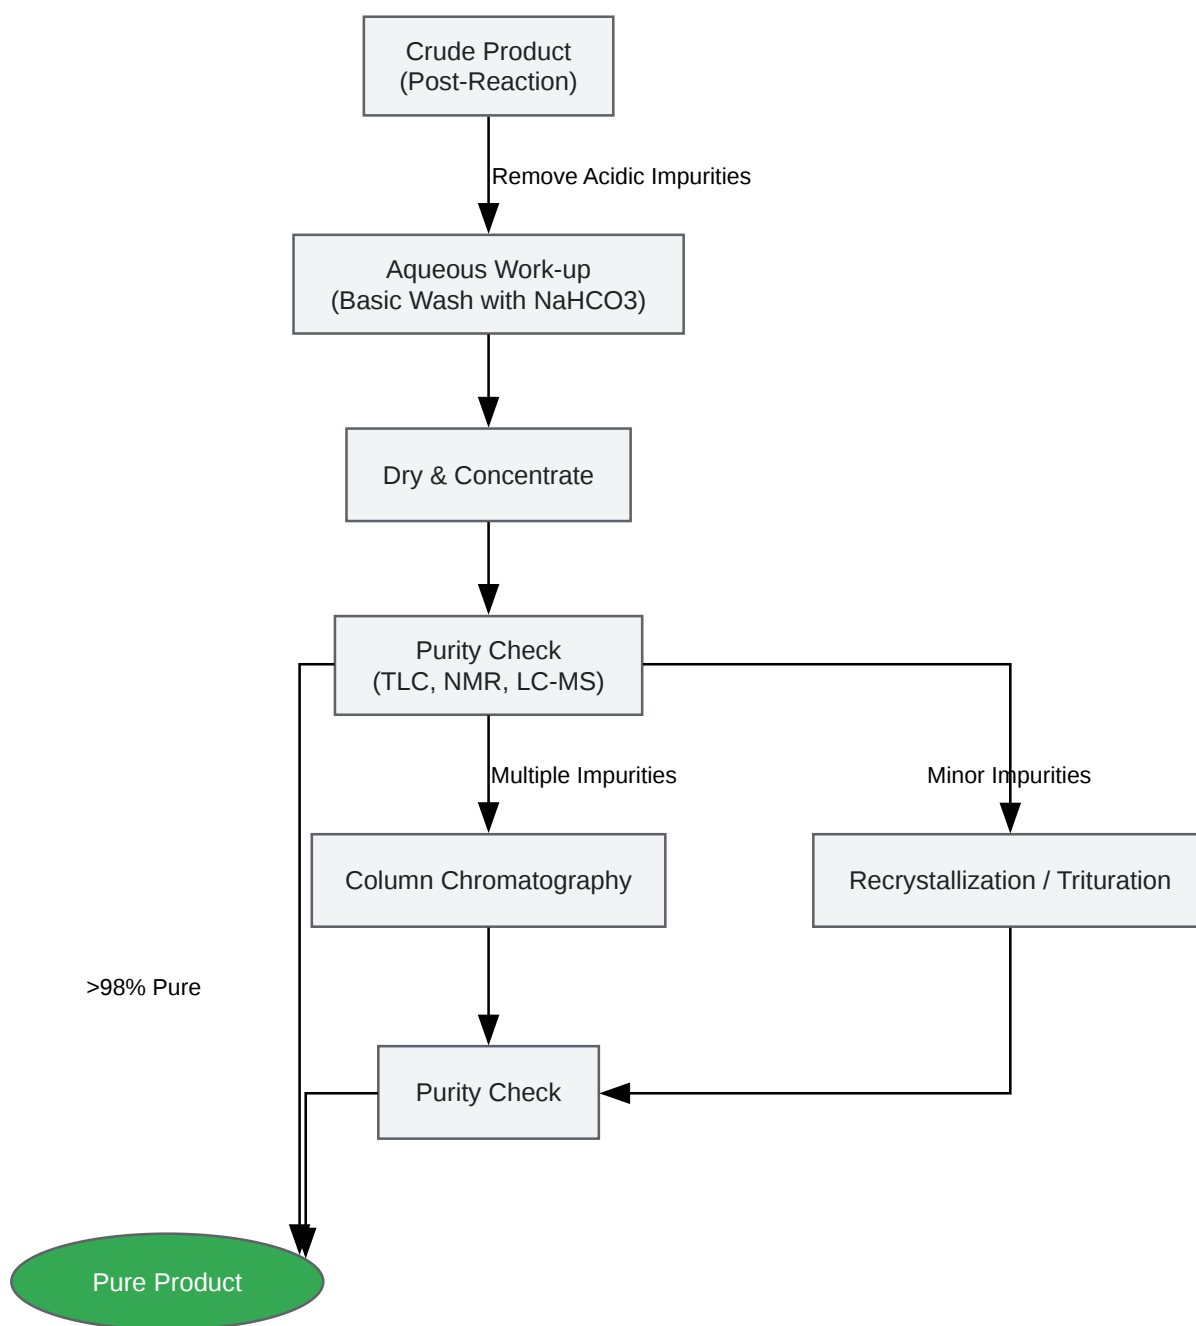 Crude Product
(Post-Reaction)
Remove Acidic Impurities
Aqueous Work-up
(Basic Wash with NaHCO3)
Dry & Concentrate
Purity Check
(TLC, NMR, LC-MS)
Multiple Impurities
Minor Impurities
Column Chromatography
Recrystallization / Trituration
>98% Pure
Purity Check
Pure Product